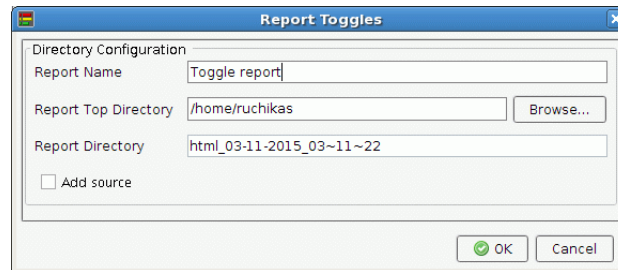 Report Toggles
Directory Configuration
Report Name Toggle report
Report Top Directory /home/ruchikas Browse...
Report Directory html_03-11-2015_03~11~22
Add source
OK Cancel